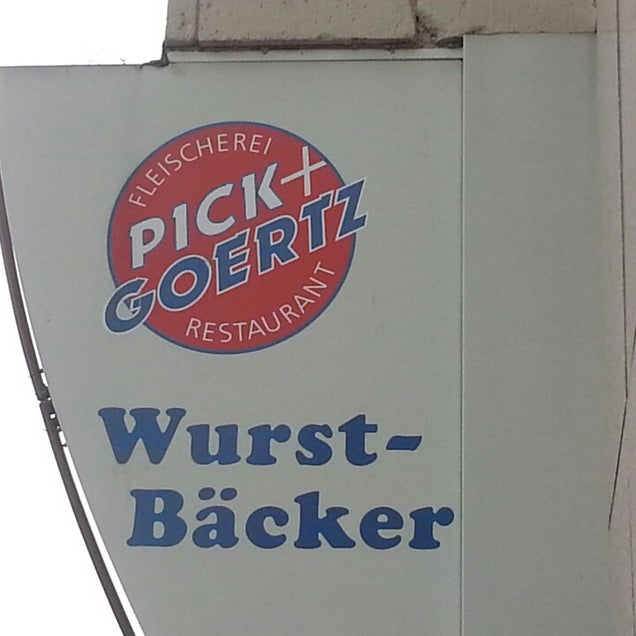 FLEISCHEREI
PICK+
GOERTZ
RESTAURANT
Wurst-
Bäcker